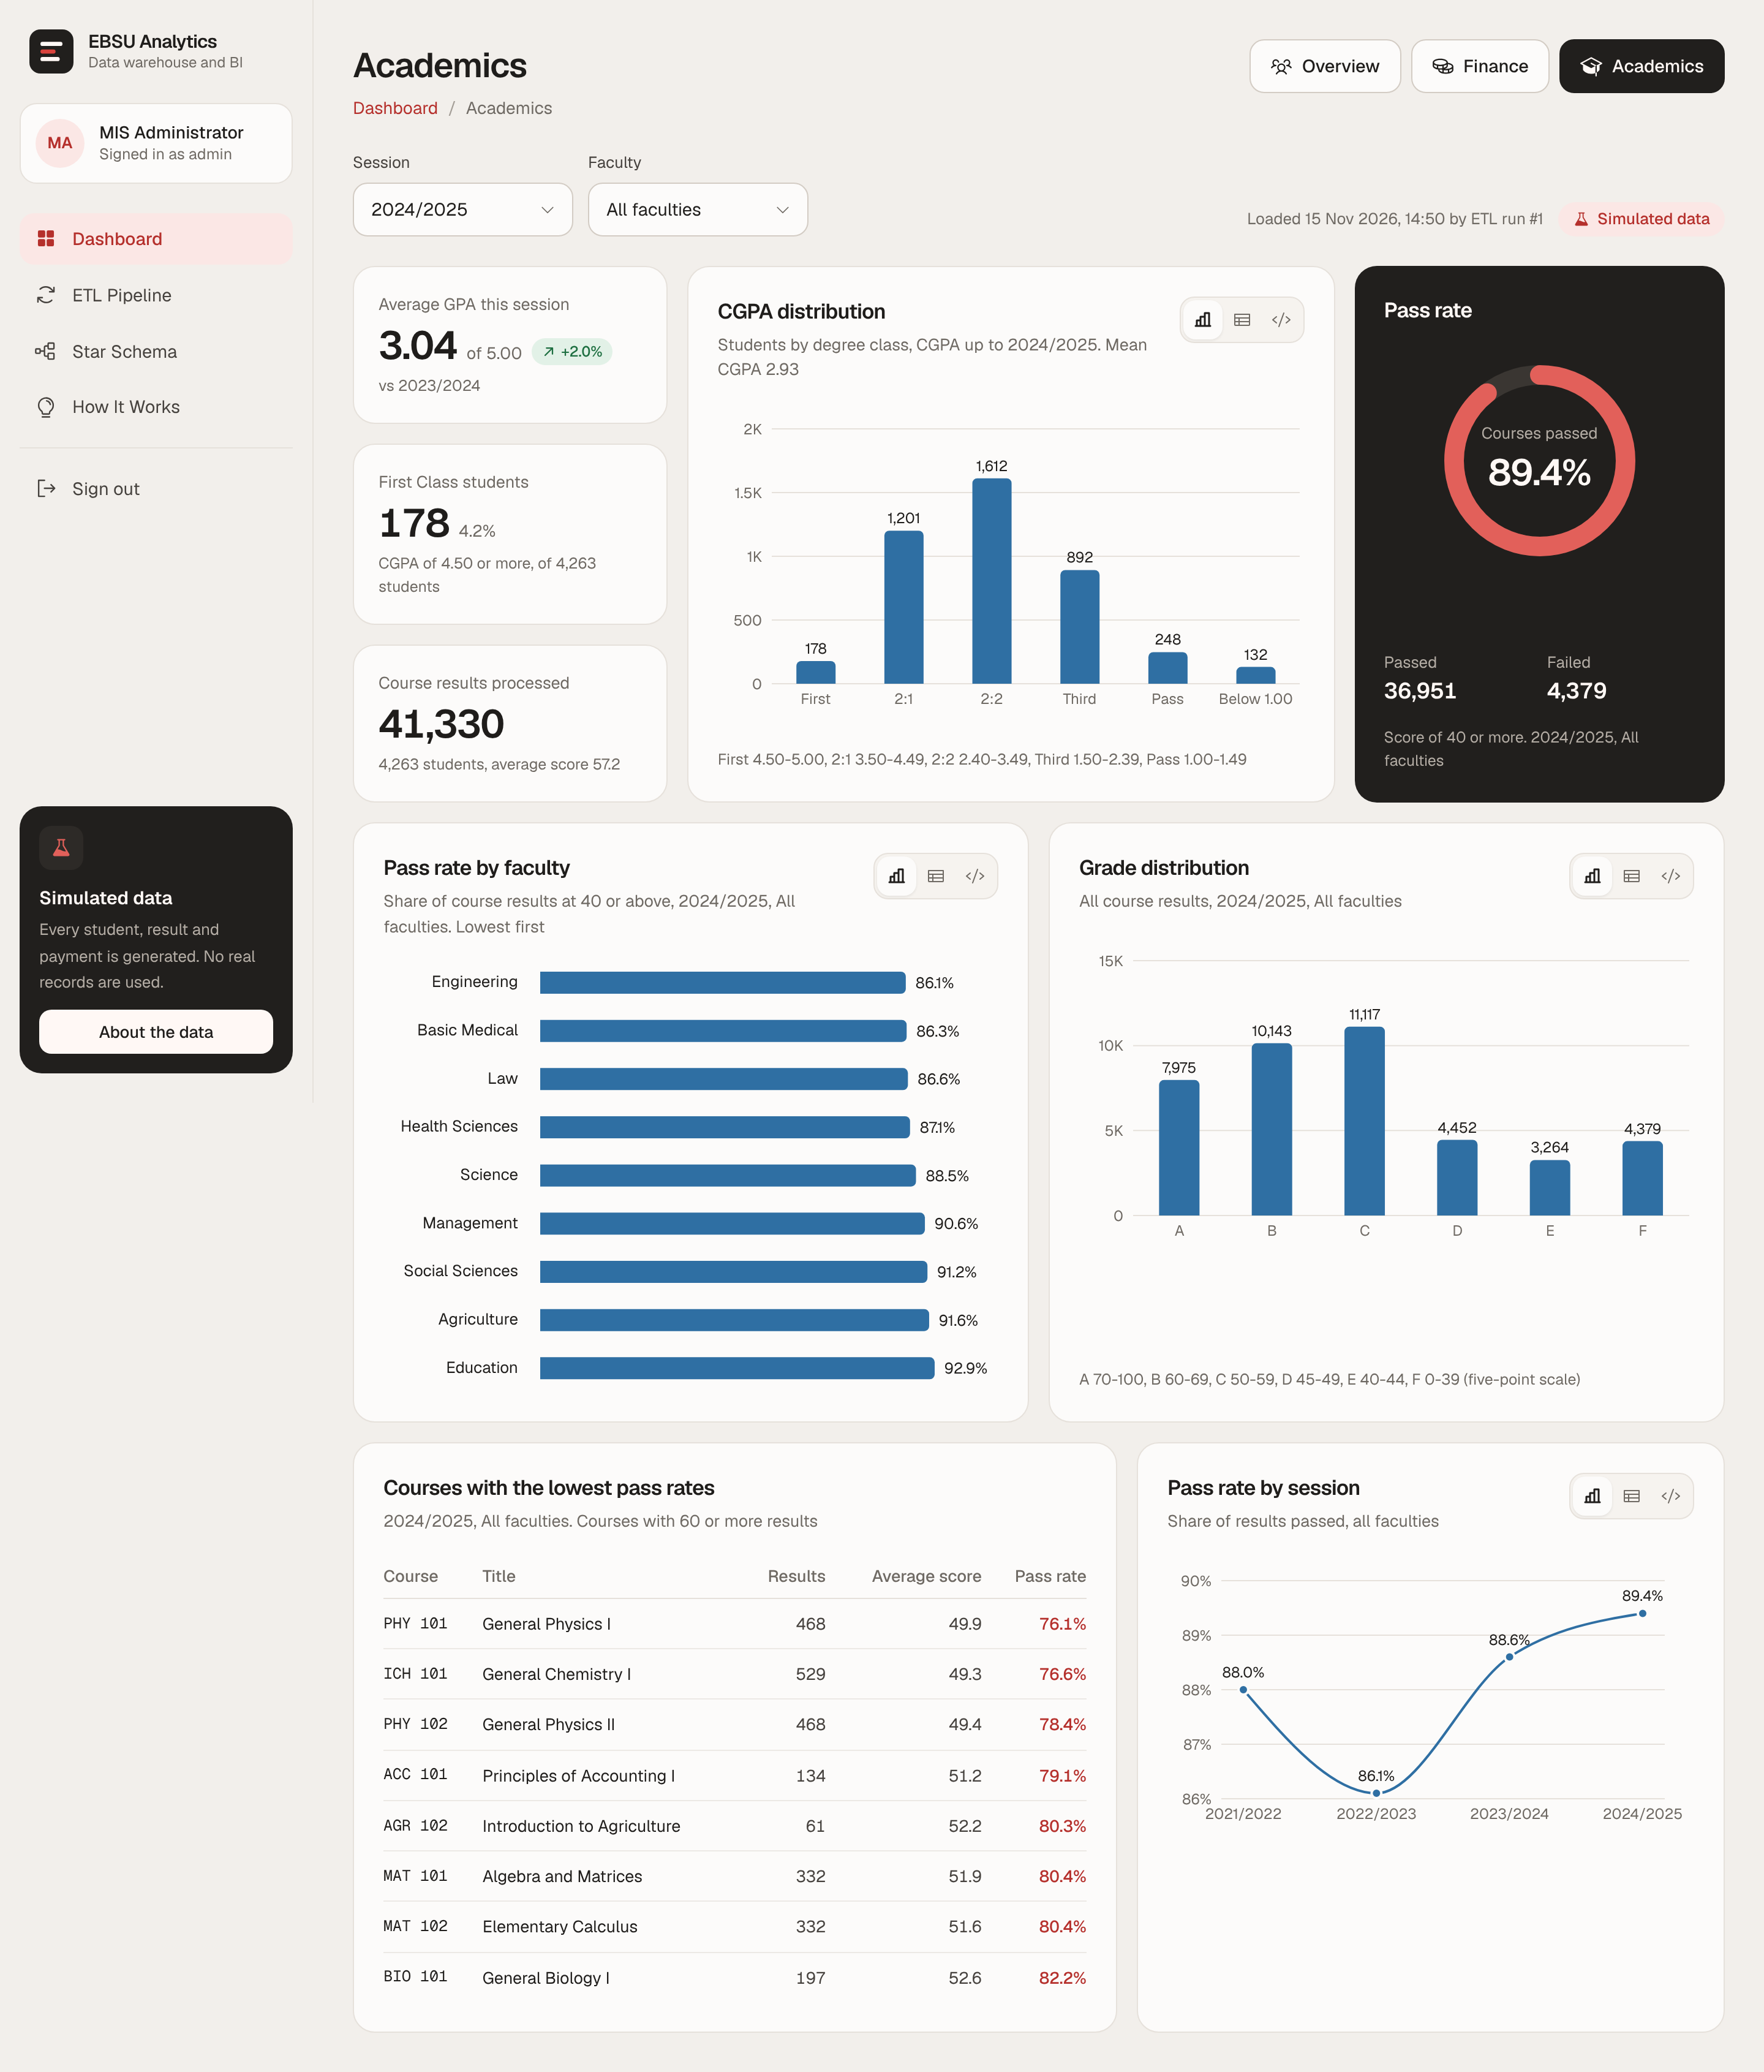 EBSU Analytics
Data warehouse and BI
MA
MIS Administrator
Signed in as admin
Dashboard
ETL Pipeline
Star Schema
How It Works
Sign out
Simulated data
Every student, result and
payment is generated. No real
records are used.
About the data
Academics
Dashboard / Academics
Overview
Finance
Academics
Session
2024/2025
Faculty
All faculties
Loaded 15 Nov 2026, 14:50 by ETL run #1
Simulated data
Average GPA this session
3.04 of 5.00 +2.0%
vs 2023/2024
First Class students
178 4.2%
CGPA of 4.50 or more, of 4,263
students
Course results processed
41,330
4,263 students, average score 57.2
CGPA distribution
</>
Students by degree class, CGPA up to 2024/2025. Mean
CGPA 2.93
2K
1.5K
1K
500
0
178
1,201
1,612
892
248
132
First 2:1 2:2 Third Pass Below 1.00
First 4.50-5.00, 2:1 3.50-4.49, 2:2 2.40-3.49, Third 1.50-2.39, Pass 1.00-1.49
Pass rate
Courses passed
89.4%
Passed Failed
36,951 4,379
Score of 40 or more. 2024/2025, All
faculties
Pass rate by faculty
</>
Share of course results at 40 or above, 2024/2025, All
faculties. Lowest first
Engineering 86.1%
Basic Medical 86.3%
Law 86.6%
Health Sciences 87.1%
Science 88.5%
Management 90.6%
Social Sciences 91.2%
Agriculture 91.6%
Education 92.9%
Grade distribution
</>
All course results, 2024/2025, All faculties
15K
10K
5K
0
7,975
10,143
11,117
4,452
3,264
4,379
A B C D E F
A 70-100, B 60-69, C 50-59, D 45-49, E 40-44, F 0-39 (five-point scale)
Courses with the lowest pass rates
2024/2025, All faculties. Courses with 60 or more results
Course Title Results Average score Pass rate
PHY 101 General Physics I 468 49.9 76.1%
ICH 101 General Chemistry I 529 49.3 76.6%
PHY 102 General Physics II 468 49.4 78.4%
ACC 101 Principles of Accounting I 134 51.2 79.1%
AGR 102 Introduction to Agriculture 61 52.2 80.3%
MAT 101 Algebra and Matrices 332 51.9 80.4%
MAT 102 Elementary Calculus 332 51.6 80.4%
BIO 101 General Biology I 197 52.6 82.2%
Pass rate by session
</>
Share of results passed, all faculties
90%
89%
88%
87%
86%
88.0%
86.1%
88.6%
89.4%
2021/2022 2022/2023 2023/2024 2024/2025